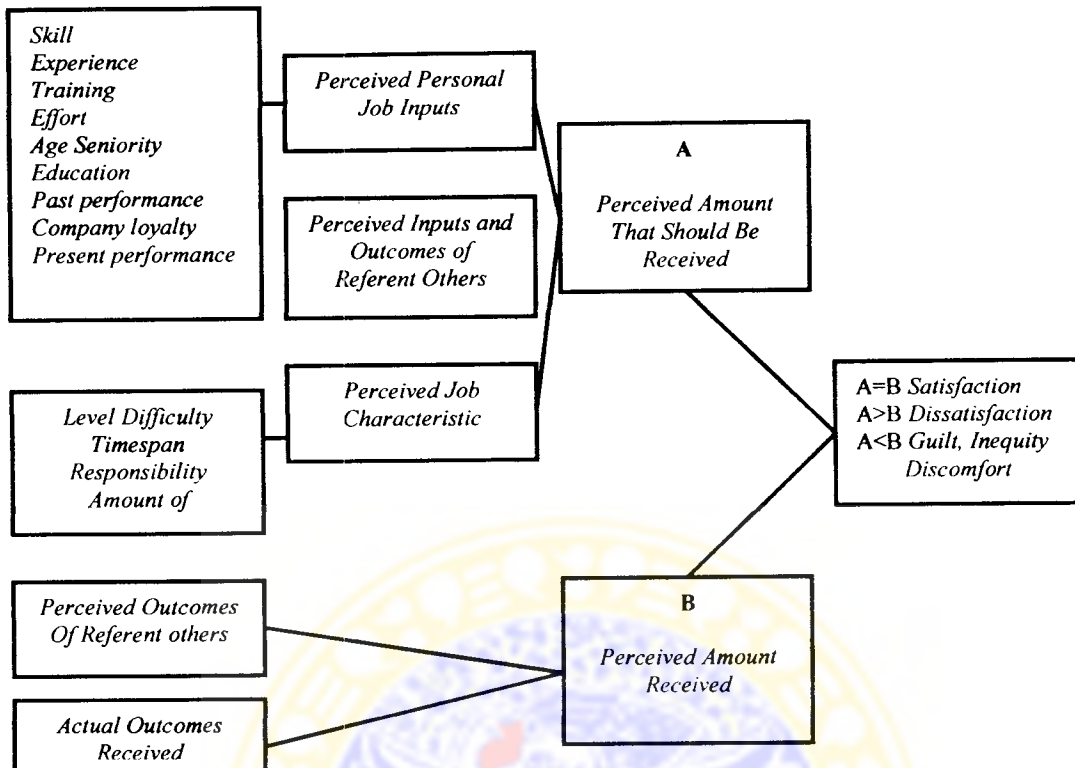 Skill
Experience
Training
Effort
Age Seniority
Education
Past performance
Company loyalty
Present performance
Perceived Personal
Job Inputs
Perceived Inputs and
Outcomes of
Referent Others
A
Perceived Amount
That Should Be
Received
Level Difficulty
Timespan
Responsibility
Amount of
Perceived Job
Characteristic
A=B Satisfaction
A>B Dissatisfaction
A<B Guilt, Inequity
Discomfort
Perceived Outcomes
Of Referent others
Actual Outcomes
Received
B
Perceived Amount
Received